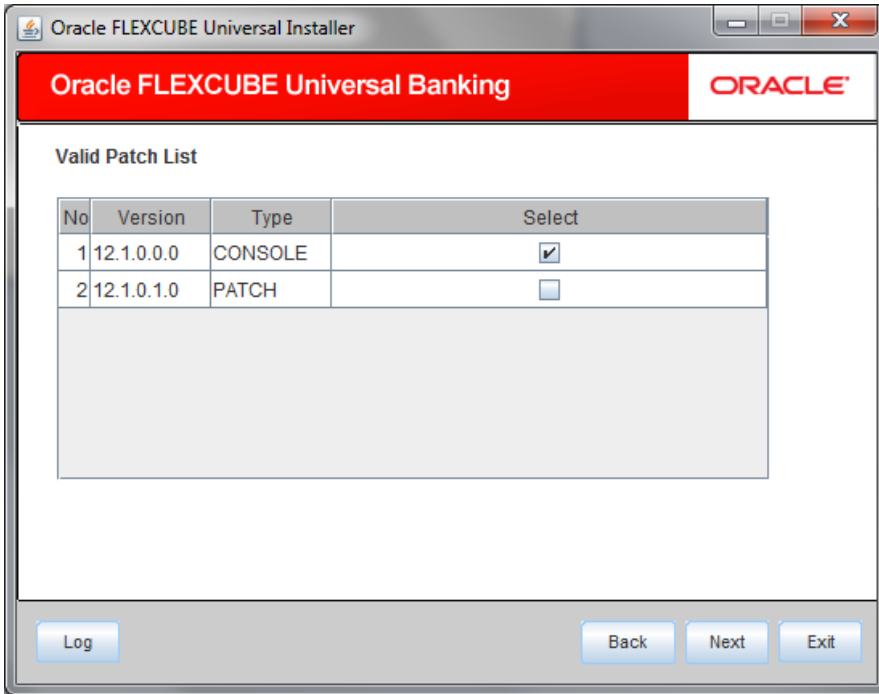 Oracle FLEXCUBE Universal Installer
Oracle FLEXCUBE Universal Banking
ORACLE
Valid Patch List
No Version Type Select
1 12.1.0.0.0 CONSOLE
2 12.1.0.1.0 PATCH
Log Back Next Exit